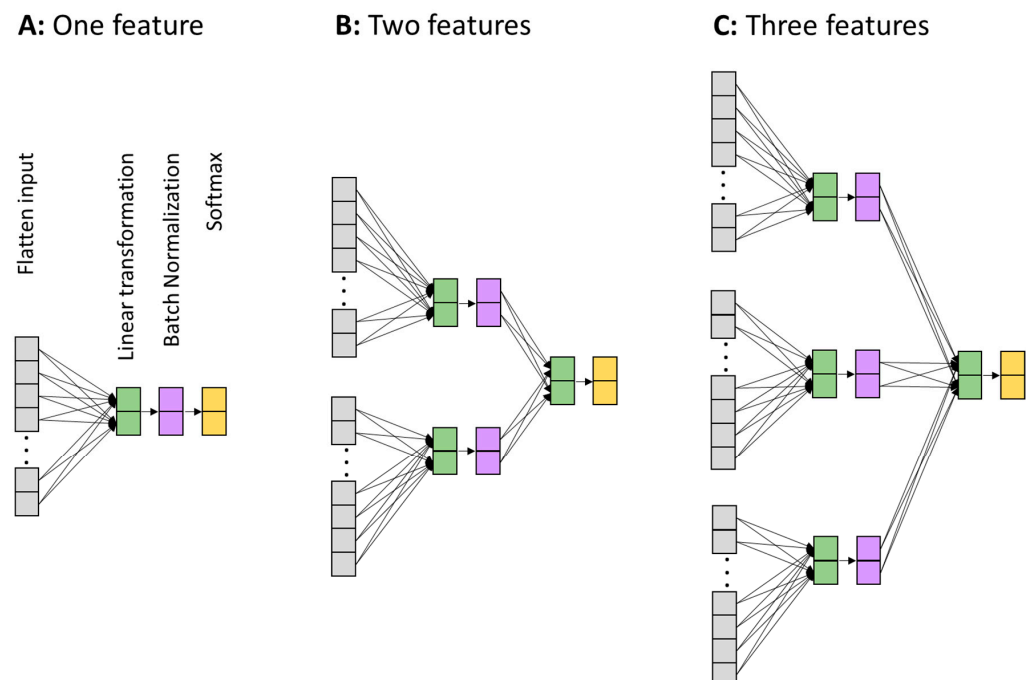 A: One feature
B: Two features
C: Three features
Flatten input
Linear transformation
Batch Normalization
Softmax